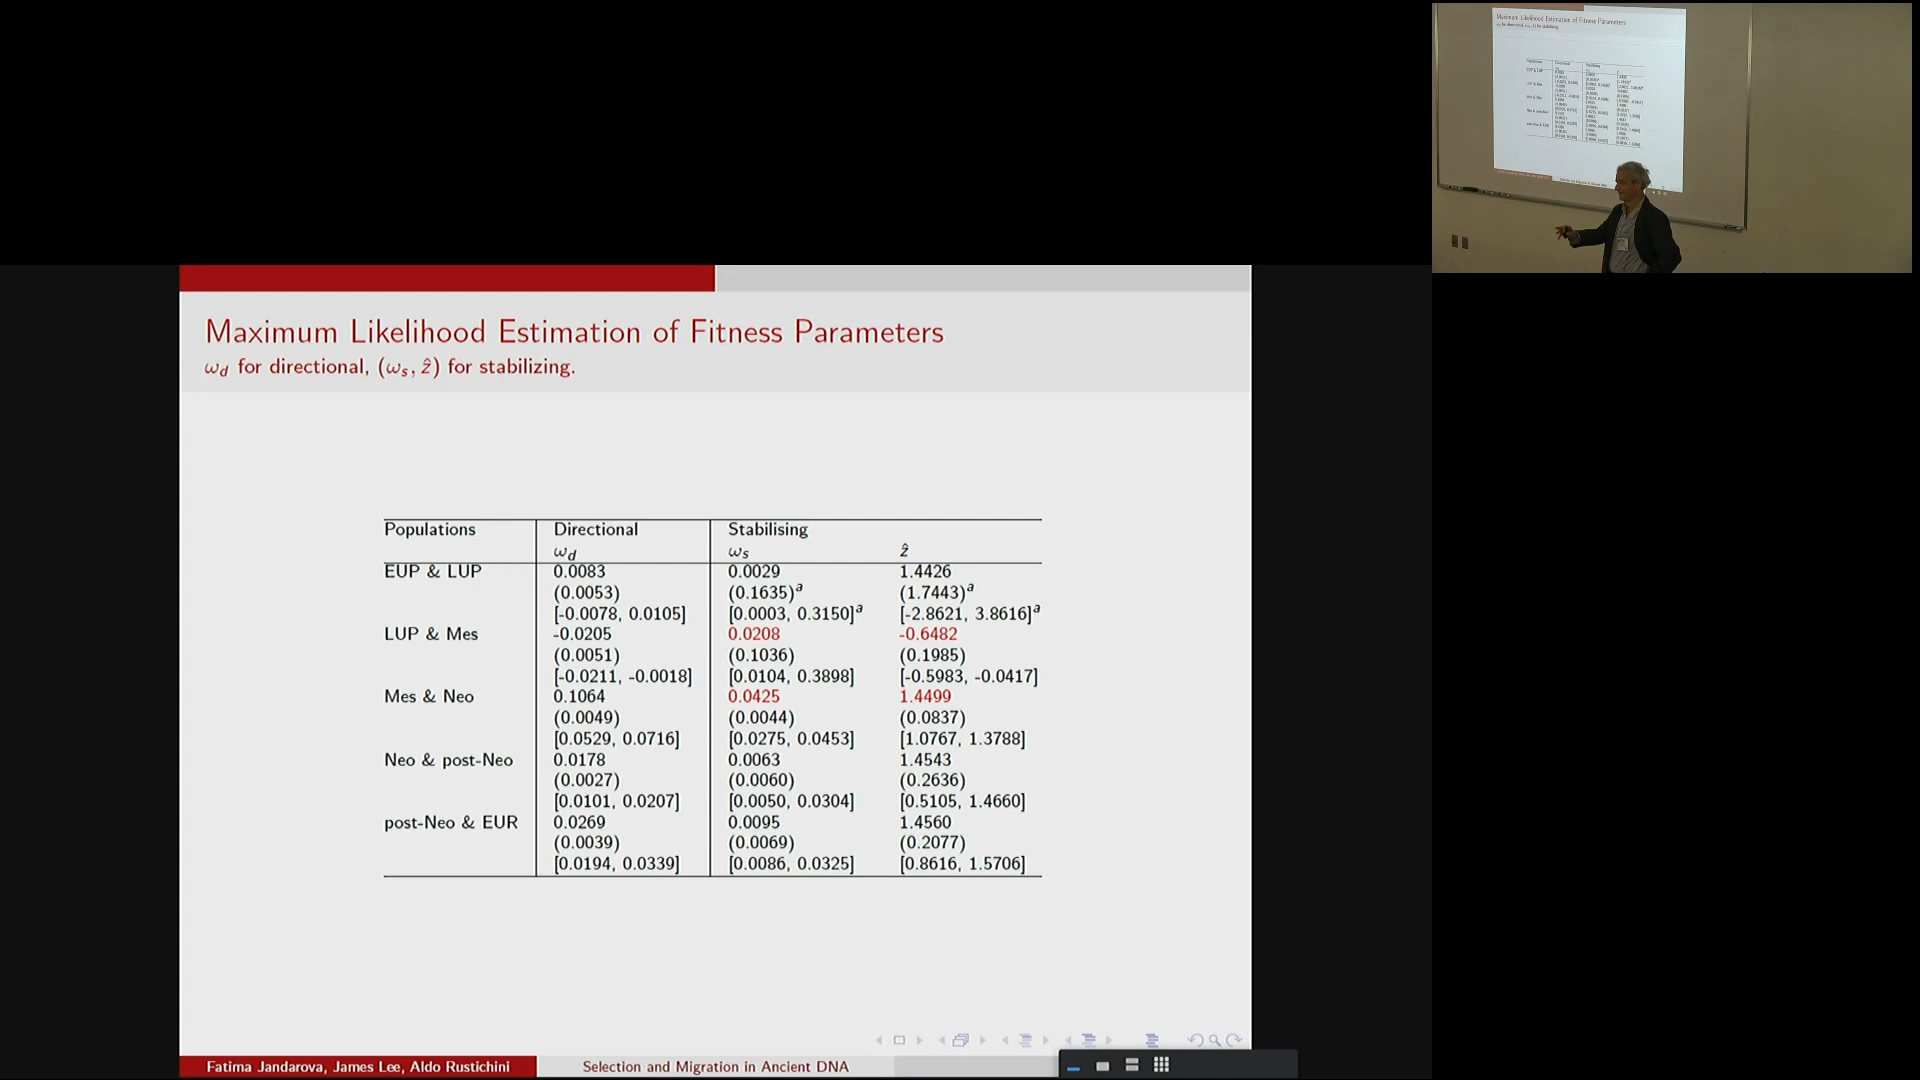 Maximum Likelihood Estimation of Fitness Parameters
ω_d for directional, (ω_s, ẑ) for stabilizing.
Populations Directional Stabilising
ω_d ω_s ẑ
EUP & LUP 0.0083 0.0029 1.4426
(0.0053) (0.1635)^a (1.7443)^a
[-0.0078, 0.0105] [0.0003, 0.3150]^a [-2.8621, 3.8616]^a
LUP & Mes -0.0205 0.0208 -0.6482
(0.0051) (0.1036) (0.1985)
[-0.0211, -0.0018] [0.0104, 0.3898] [-0.5983, -0.0417]
Mes & Neo 0.1064 0.0425 1.4499
(0.0049) (0.0044) (0.0837)
[0.0529, 0.0716] [0.0275, 0.0453] [1.0767, 1.3788]
Neo & post-Neo 0.0178 0.0063 1.4543
(0.0027) (0.0060) (0.2636)
[0.0101, 0.0207] [0.0050, 0.0304] [0.5105, 1.4660]
post-Neo & EUR 0.0269 0.0095 1.4560
(0.0039) (0.0069) (0.2077)
[0.0194, 0.0339] [0.0086, 0.0325] [0.8616, 1.5706]
Fatima Jandarova, James Lee, Aldo Rustichini Selection and Migration in Ancient DNA
Maximum Likelihood Estimation of Fitness Parameters